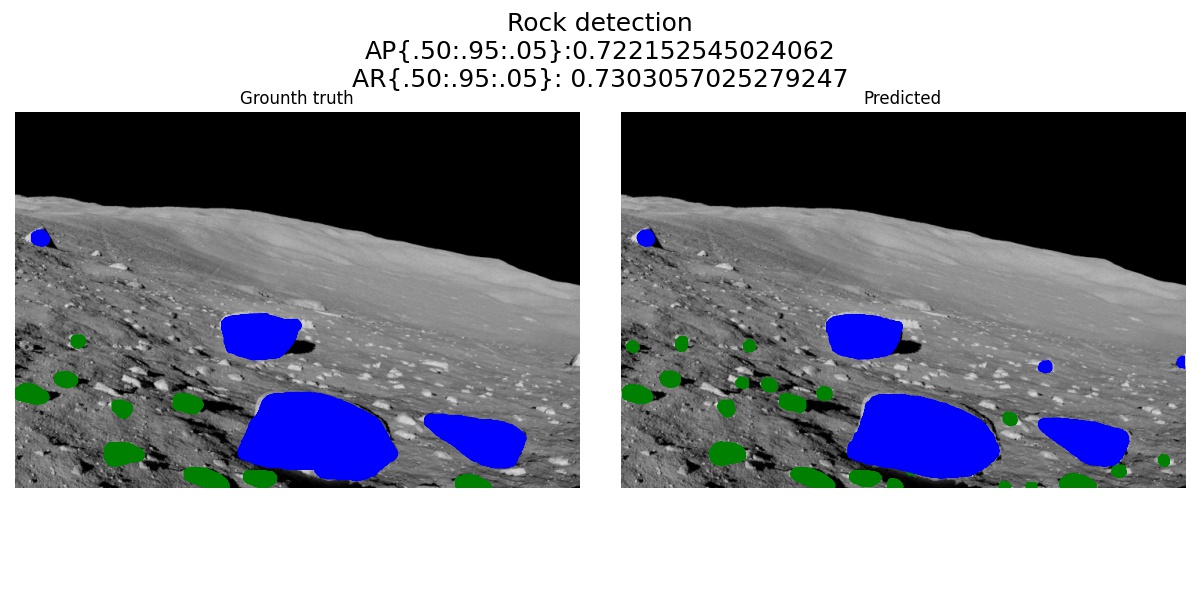 Rock detection
AP{.50:.95:.05}:0.722152545024062
AR{.50:.95:.05}: 0.7303057025279247
Grounth truth
Predicted